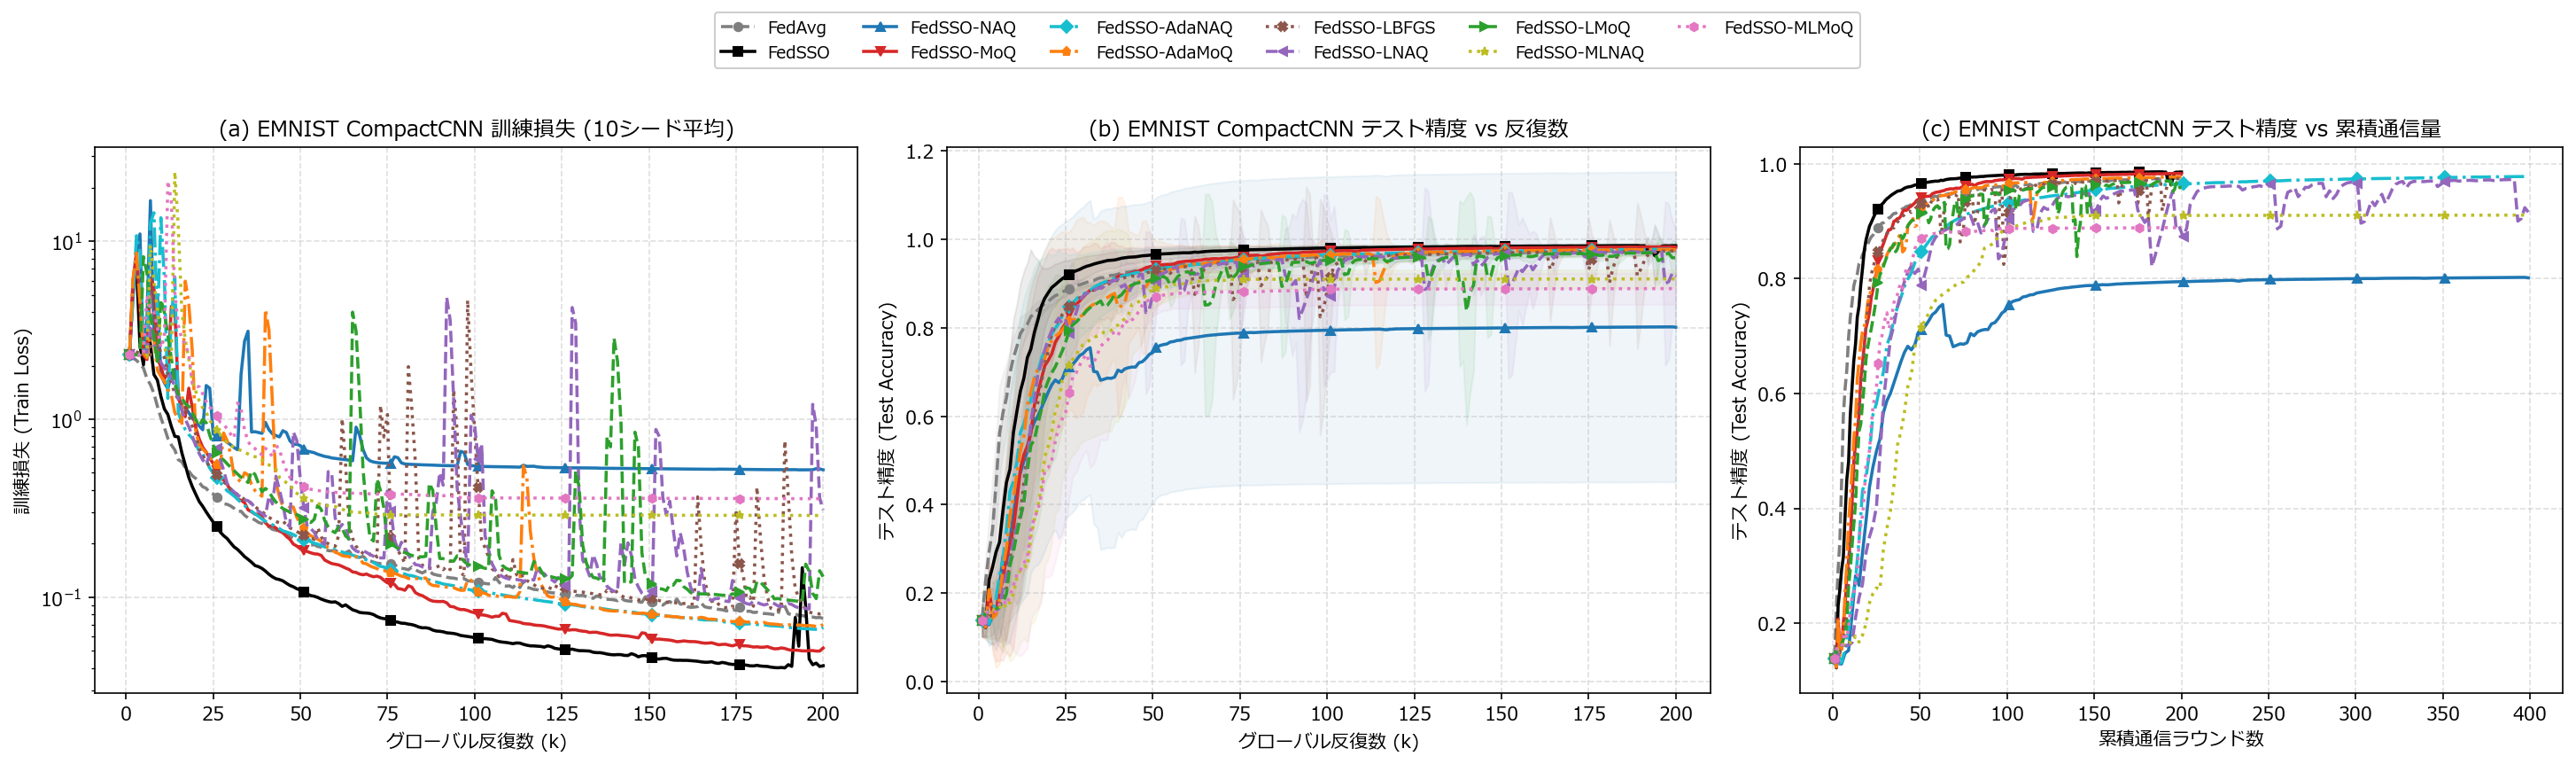 FedAvg
FedSSO
FedSSO-NAQ
FedSSO-MoQ
FedSSO-AdaNAQ
FedSSO-AdaMoQ
FedSSO-LBFGS
FedSSO-LNAQ
FedSSO-LMoQ
FedSSO-MLNAQ
FedSSO-MLMoQ
(a) EMNIST CompactCNN 訓練損失 (10シード平均)
訓練損失 (Train Loss)
10¹
10⁰
10⁻¹
0 25 50 75 100 125 150 175 200
グローバル反復数 (k)
(b) EMNIST CompactCNN テスト精度 vs 反復数
テスト精度 (Test Accuracy)
1.2
1.0
0.8
0.6
0.4
0.2
0.0
0 25 50 75 100 125 150 175 200
グローバル反復数 (k)
(c) EMNIST CompactCNN テスト精度 vs 累積通信量
テスト精度 (Test Accuracy)
1.0
0.8
0.6
0.4
0.2
0 50 100 150 200 250 300 350 400
累積通信ラウンド数